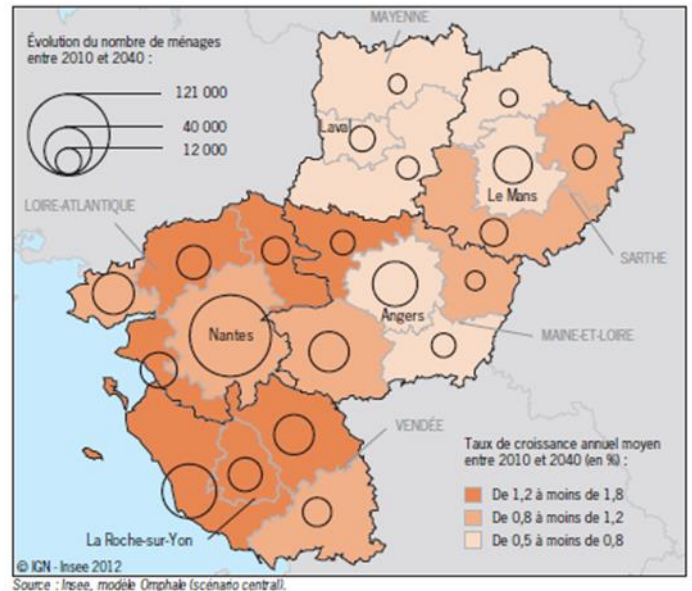 MAYENNE
Évolution du nombre de ménages
entre 2010 et 2040 :
121 000
40 000
12 000
Laval
LOIRE-ATLANTIQUE
Le Mans
SARTHE
Nantes
Angers
MAINE-ET-LOIRE
VENDÉE
Taux de croissance annuel moyen
entre 2010 et 2040 (en %) :
De 1,2 à moins de 1,8
De 0,8 à moins de 1,2
De 0,5 à moins de 0,8
La Roche-sur-Yon
© IGN - Insee 2012
Source : Insee, modèle Omphale (scénario central).